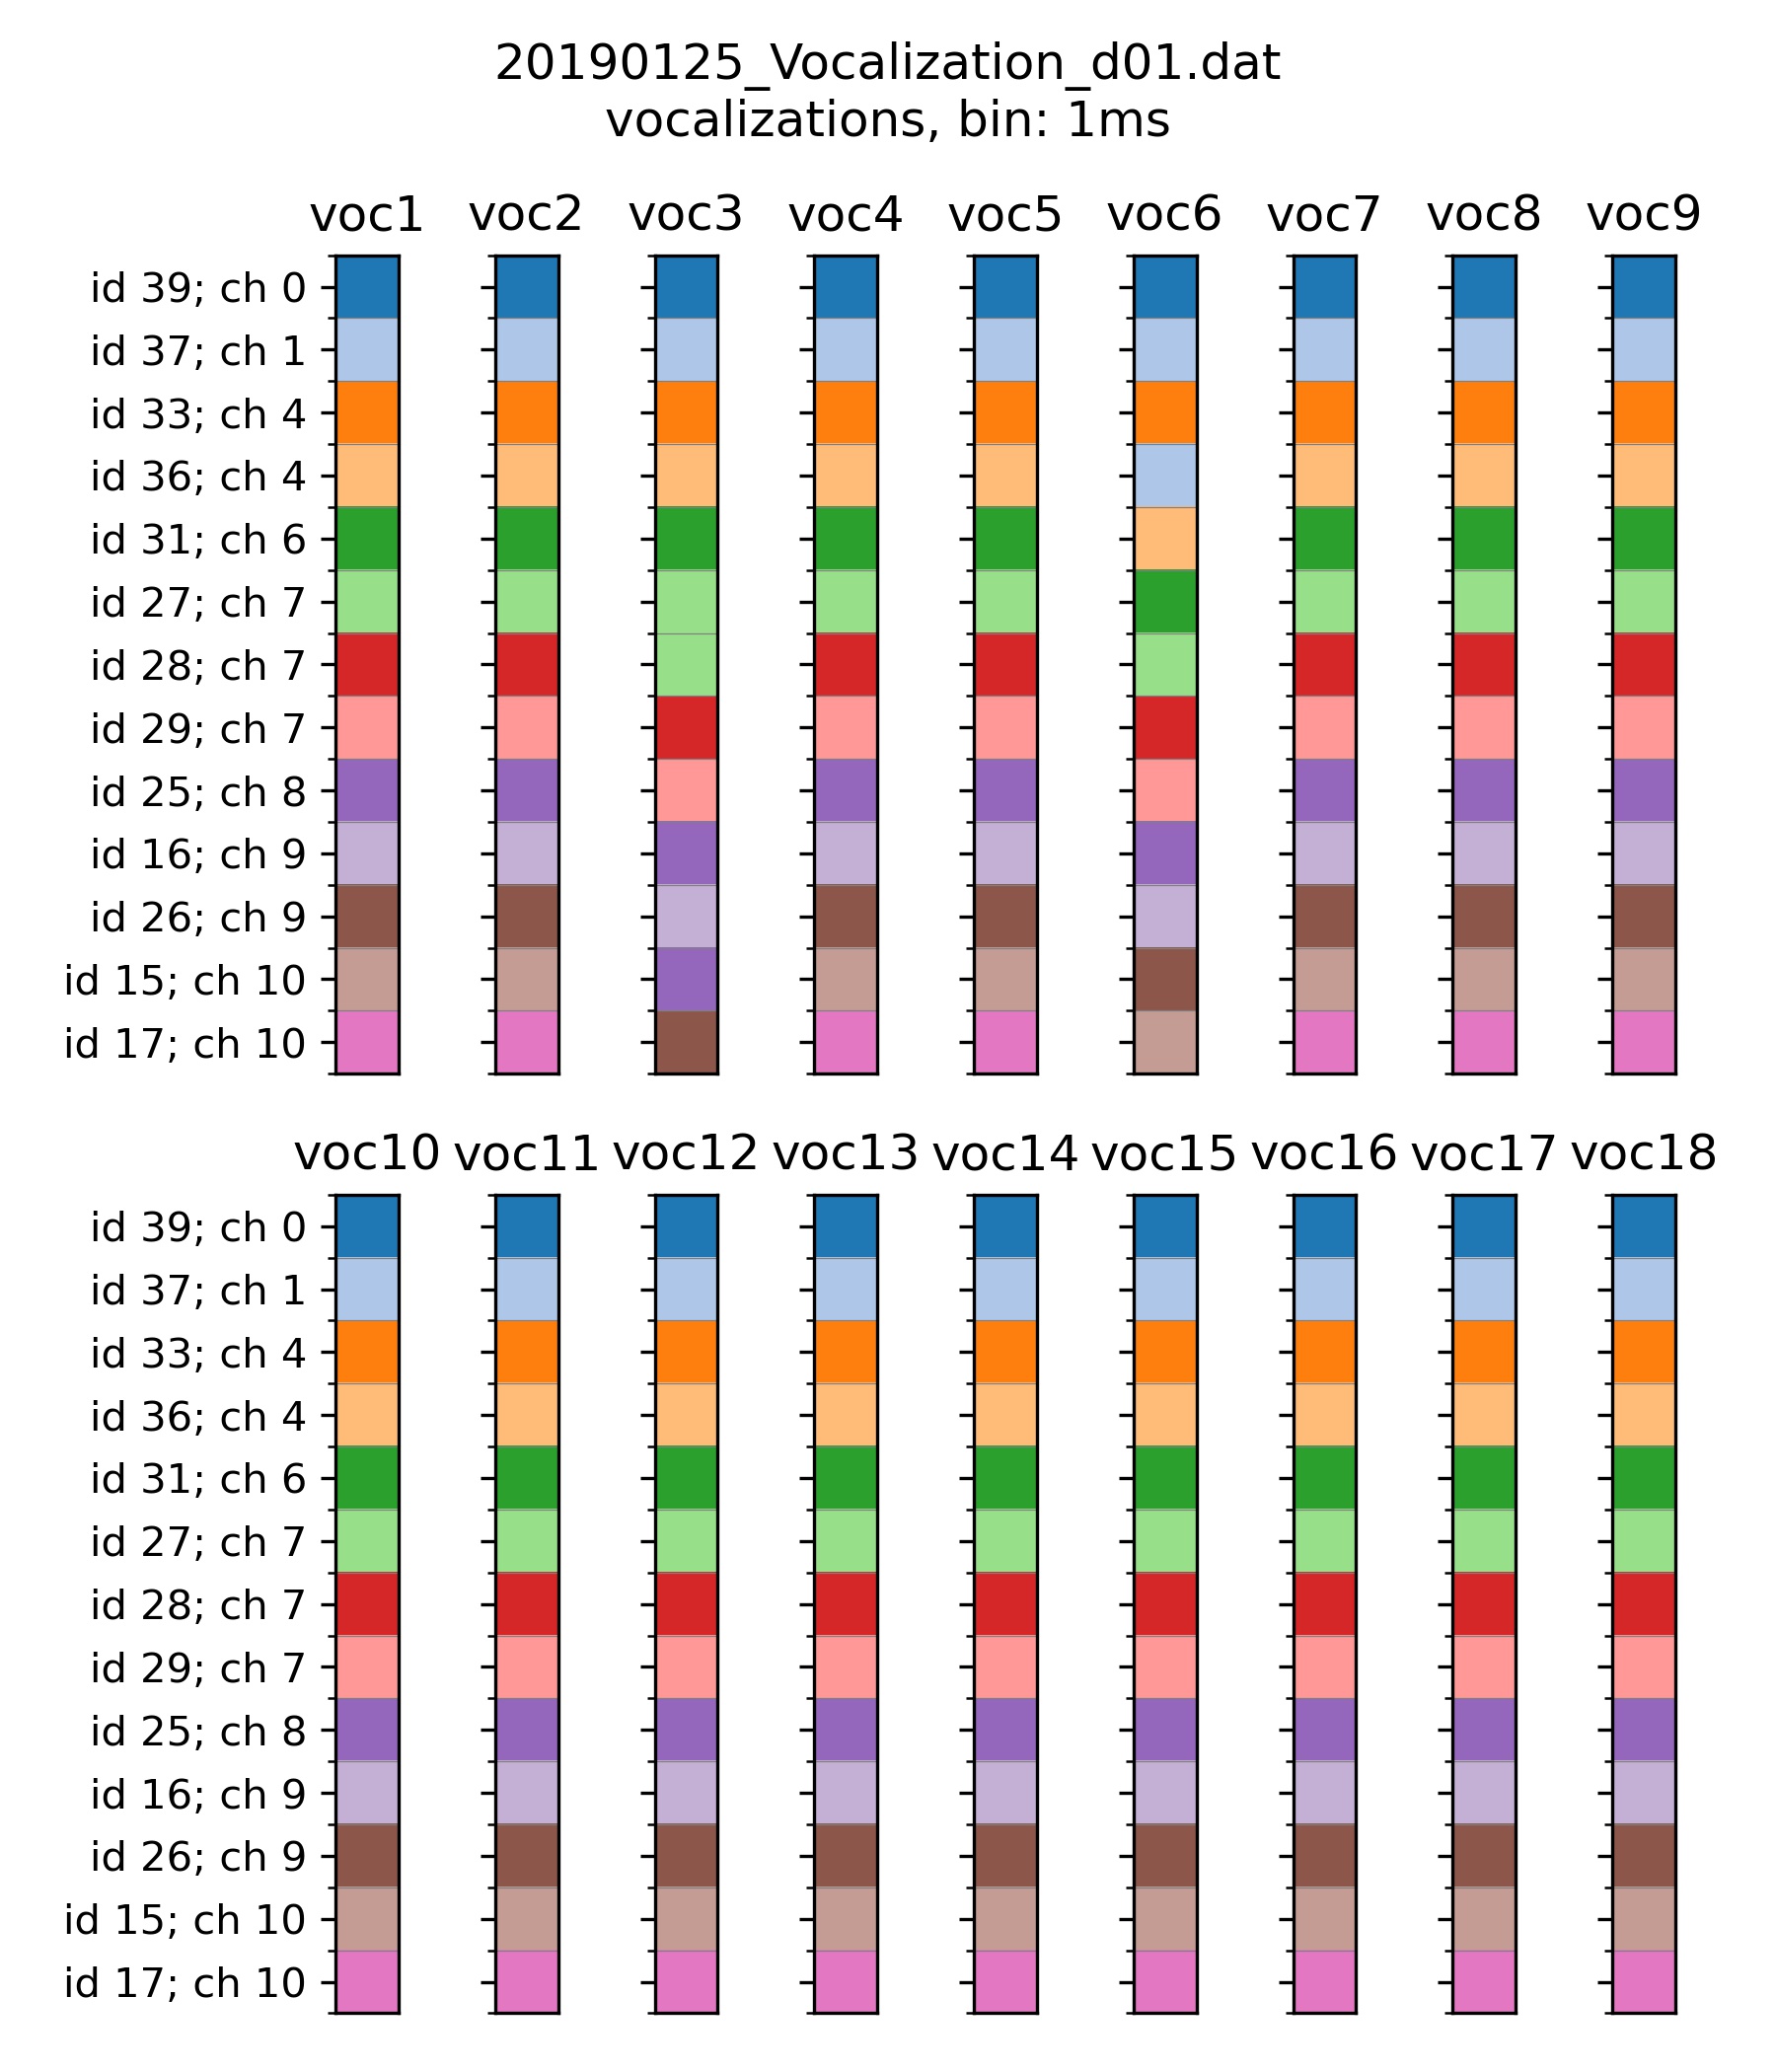 20190125_Vocalization_d01.dat
vocalizations, bin: 1ms
voc1 voc2 voc3 voc4 voc5 voc6 voc7 voc8 voc9
id 39; ch 0
id 37; ch 1
id 33; ch 4
id 36; ch 4
id 31; ch 6
id 27; ch 7
id 28; ch 7
id 29; ch 7
id 25; ch 8
id 16; ch 9
id 26; ch 9
id 15; ch 10
id 17; ch 10
voc10 voc11 voc12 voc13 voc14 voc15 voc16 voc17 voc18
id 39; ch 0
id 37; ch 1
id 33; ch 4
id 36; ch 4
id 31; ch 6
id 27; ch 7
id 28; ch 7
id 29; ch 7
id 25; ch 8
id 16; ch 9
id 26; ch 9
id 15; ch 10
id 17; ch 10